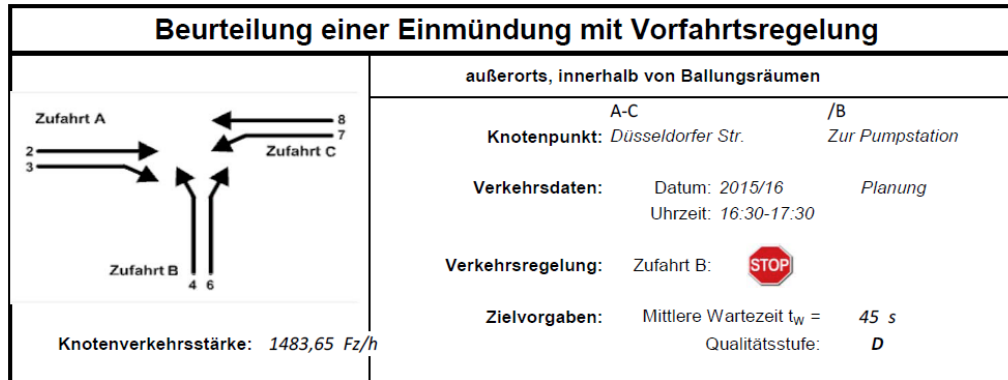 Beurteilung einer Einmündung mit Vorfahrtsregelung
außerorts, innerhalb von Ballungsräumen
Zufahrt A
8
7
Zufahrt C
2
3
Zufahrt B
4 6
Knotenverkehrsstärke: 1483,65 Fz/h
A-C /B
Knotenpunkt: Düsseldorfer Str. Zur Pumpstation
Verkehrsdaten: Datum: 2015/16 Planung
Uhrzeit: 16:30-17:30
Verkehrsregelung: Zufahrt B: STOP
Zielvorgaben: Mittlere Wartezeit tw = 45 s
Qualitätsstufe: D